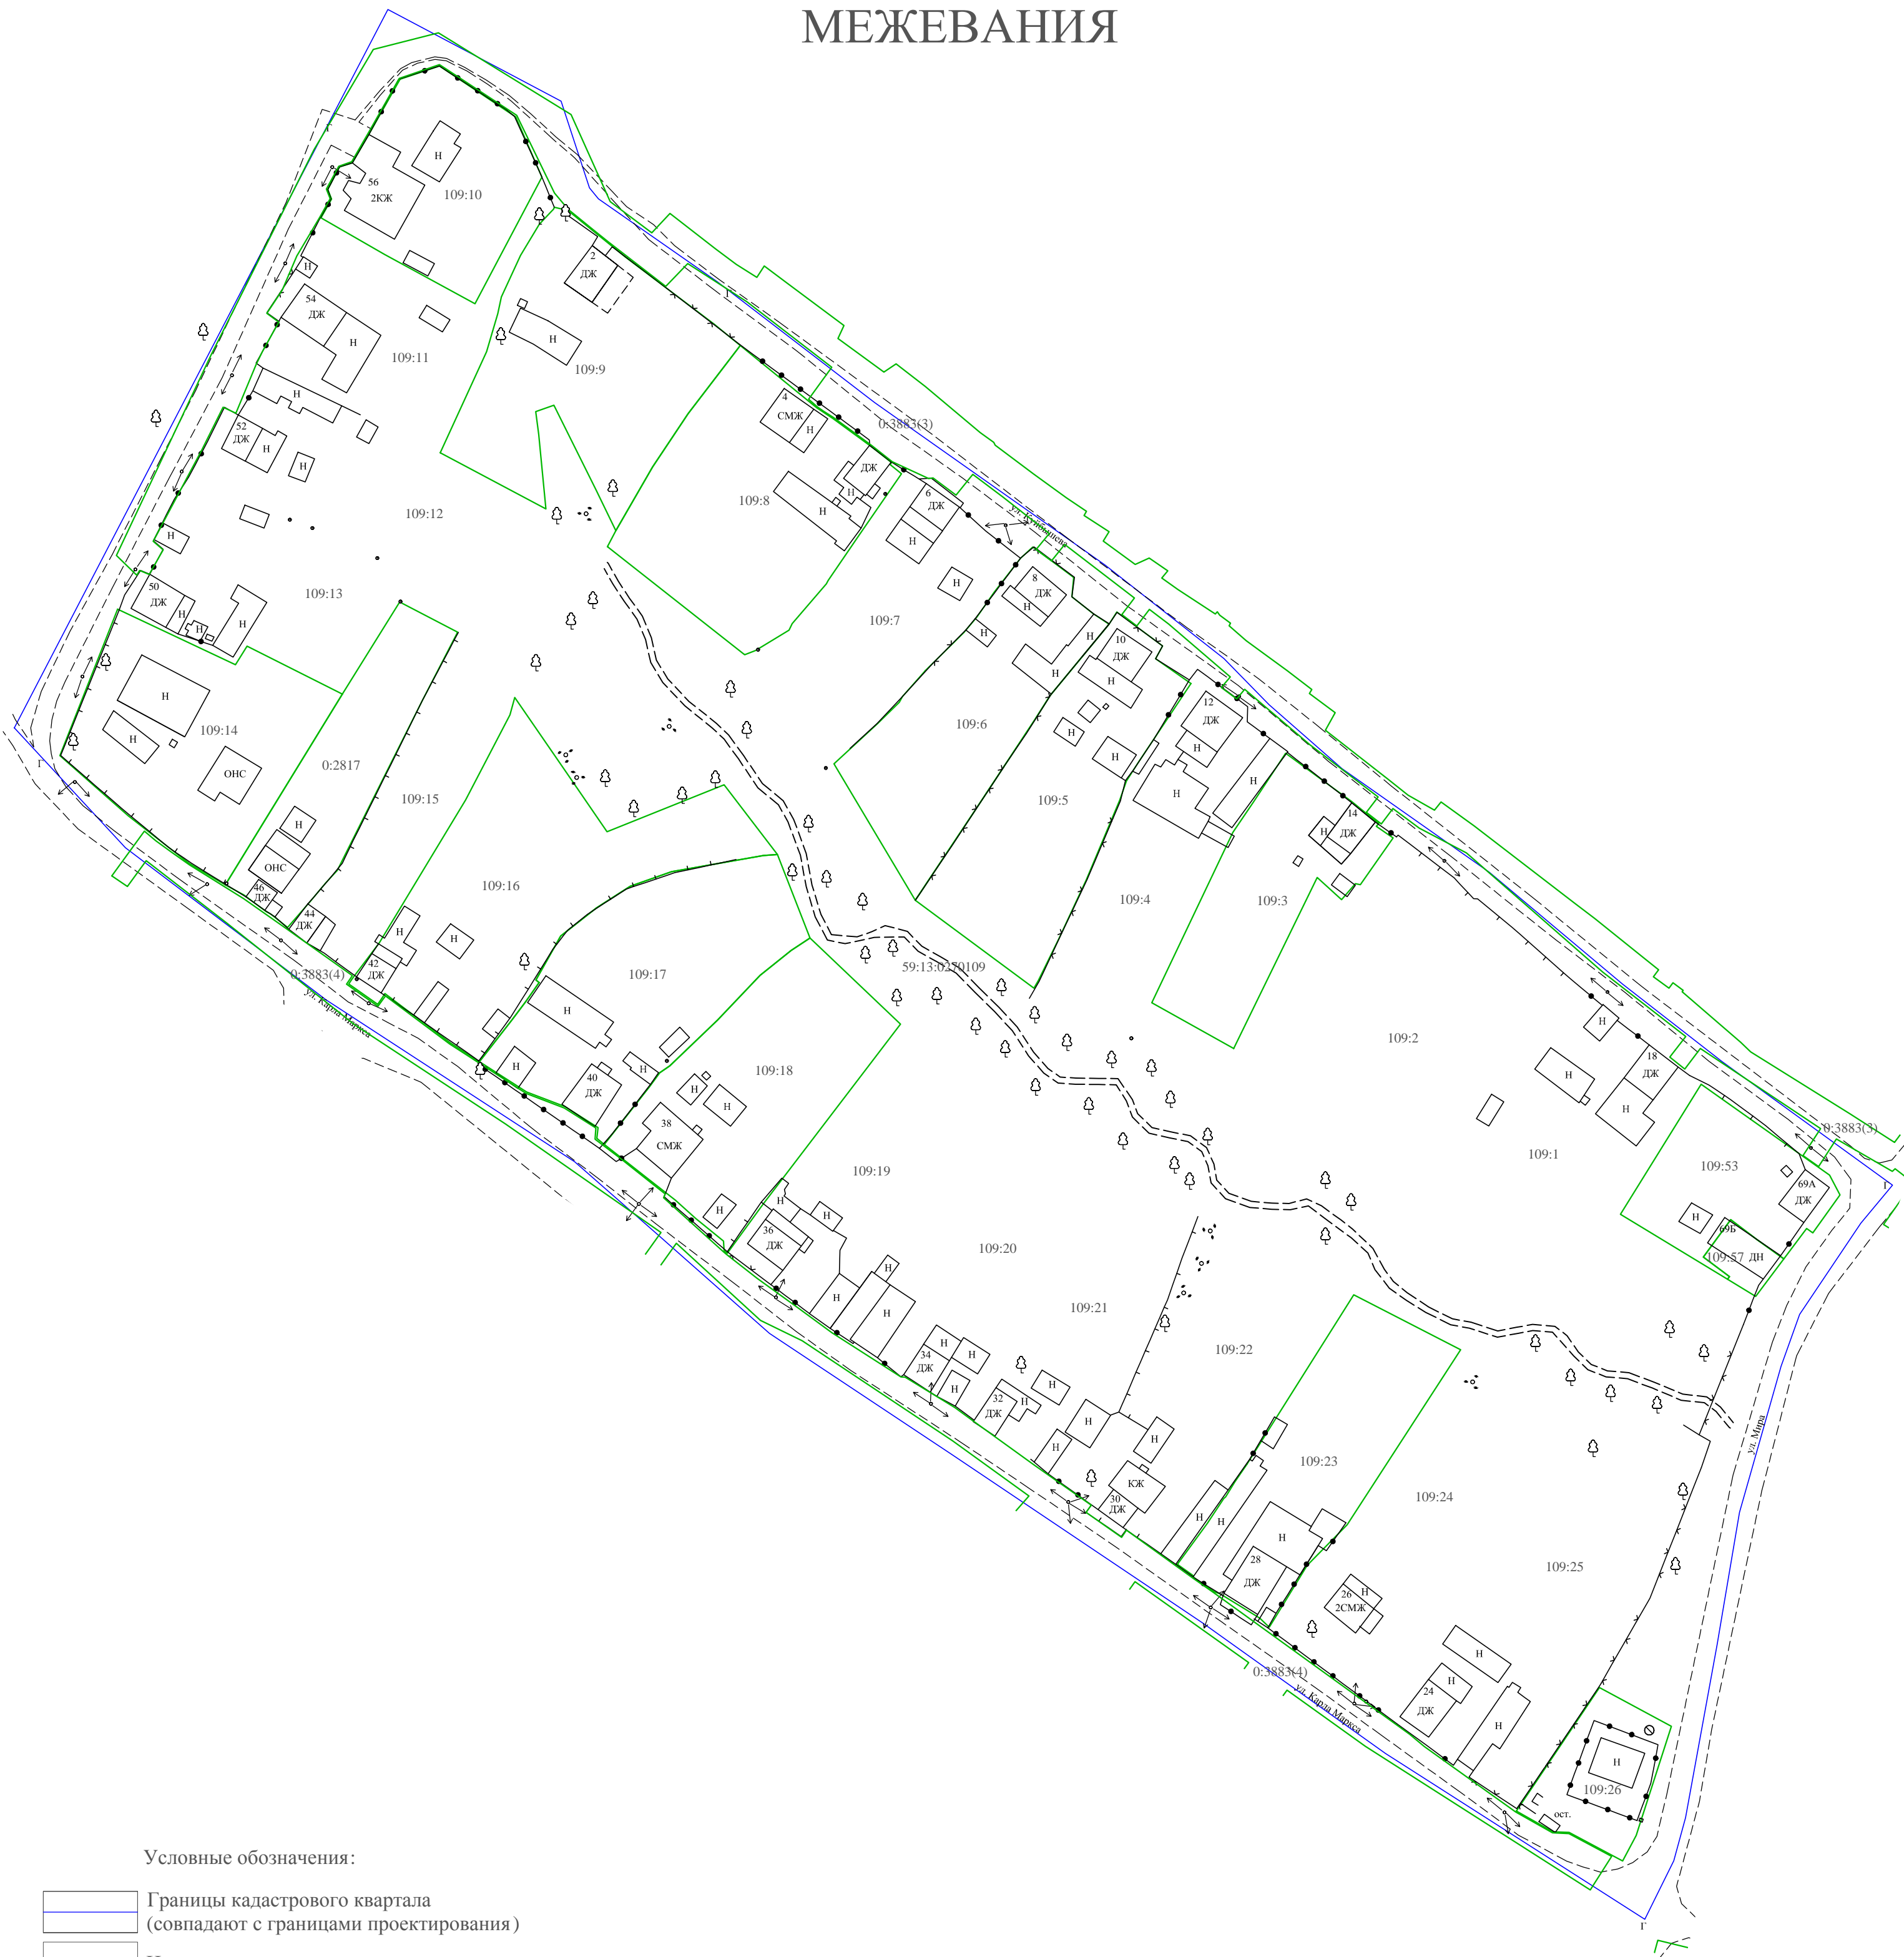 МЕЖЕВАНИЯ
Н
56
2КЖ
109:10
2
ДЖ
Н
54
ДЖ
Н
109:11
Н
109:9
Н
4
СМЖ
Н
0:3883(3)
52
ДЖ
Н
Н
ДЖ
Н
109:8
Н
6
ДЖ
Н
109:12
ул. Куйбышева
Н
50
ДЖ
Н
Н
Н
109:13
Н
8
ДЖ
Н
109:7
Н
Н
10
ДЖ
Н
Н
Н
109:14
Н
ОНС
0:2817
109:15
109:6
Н
Н
12
ДЖ
Н
Н
Н
109:5
14
ДЖ
Н
Н
ОНС
46
ДЖ
44
ДЖ
109:16
109:4
109:3
Н
Н
42
ДЖ
0:3883(4)
ул. Карла Маркса
109:17
59:13:0270109
Н
Н
109:2
Н
18
ДЖ
Н
Н
40
ДЖ
Н
109:18
Н
Н
38
СМЖ
109:1
109:53
0:3883(3)
109:19
69А
ДЖ
Н
69Б
ДН
109:57
Н
Н
Н
36
ДЖ
109:20
Н
Н
Н
109:21
109:22
34
ДЖ
Н
Н
Н
32
ДЖ
Н
Н
Н
Н
Н
КЖ
30
ДЖ
ул. Мира
109:23
109:24
Н
Н
Н
28
ДЖ
109:25
26
Н
2СМЖ
0:3883(4)
ул. Карла Маркса
Н
24
ДЖ
Н
Н
Н
109:26
ост.
Условные обозначения:
Границы кадастрового квартала
(совпадают с границами проектирования)